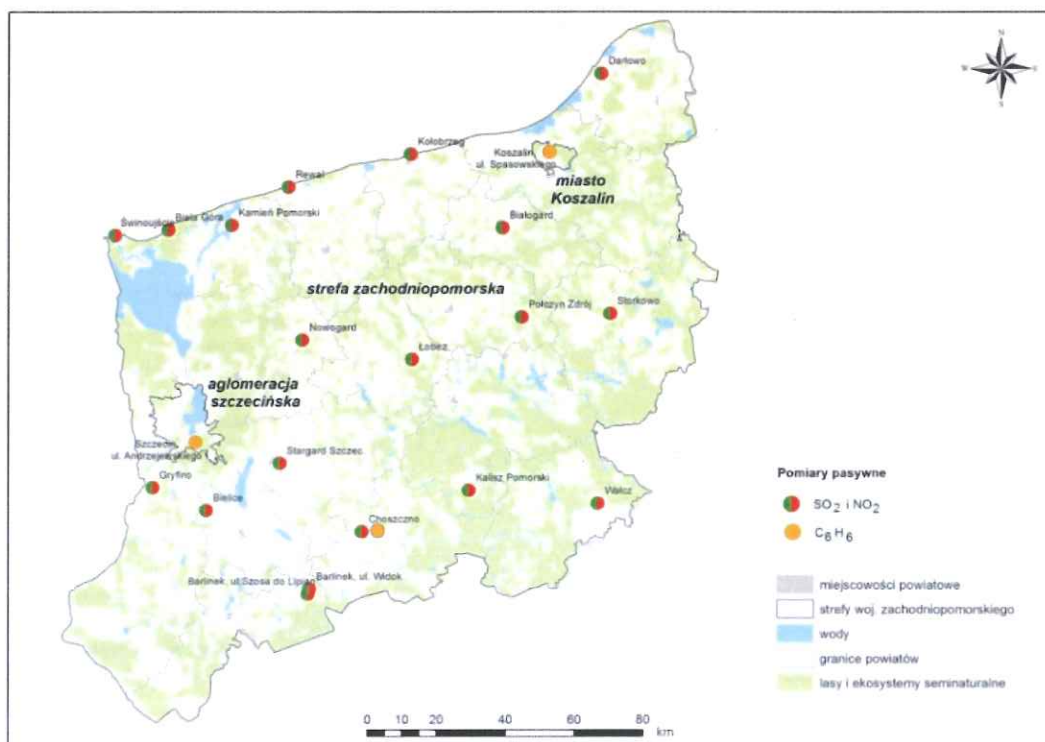 N
W E
S
Darłowo
Kołobrzeg
Koszalin
ul. Spasowskiego
miasto
Koszalin
Rewal
Kamień Pomorski
Biała Góra
Świnoujście
Białogard
strefa zachodniopomorska
Połczyn Zdrój
Storkowo
Nowogard
Łobez
aglomeracja
szczecińska
Szczecin,
ul. Andrzejewskiego
Stargard Szczec.
Gryfino
Bielice
Kalisz Pomorski
Wałcz
Choszczno
Barlinek, ul. Szosa do Lipian
Barlinek, ul. Widok
Pomiary pasywne
SO2 i NO2
C6H6
miejscowości powiatowe
strefy woj. zachodniopomorskiego
wody
granice powiatów
lasy i ekosystemy seminaturalne
0 10 20 40 60 80
km